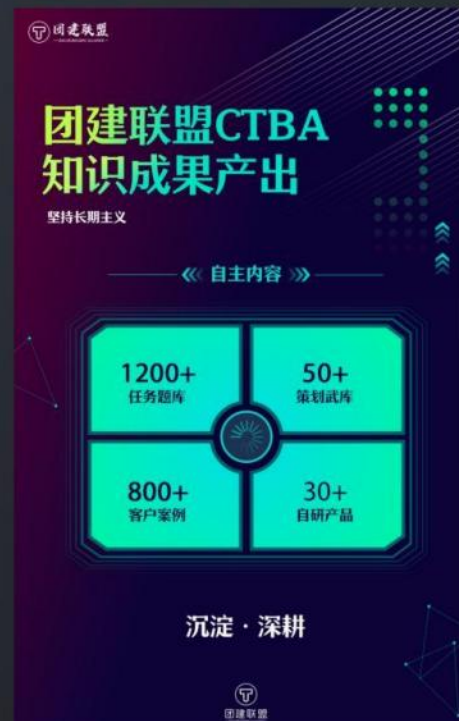 团建联盟
团建联盟CTBA
知识成果产出
坚持长期主义
自主内容
1200+
任务题库
50+
策划武库
800+
客户案例
30+
自研产品
沉淀·深耕
团建联盟